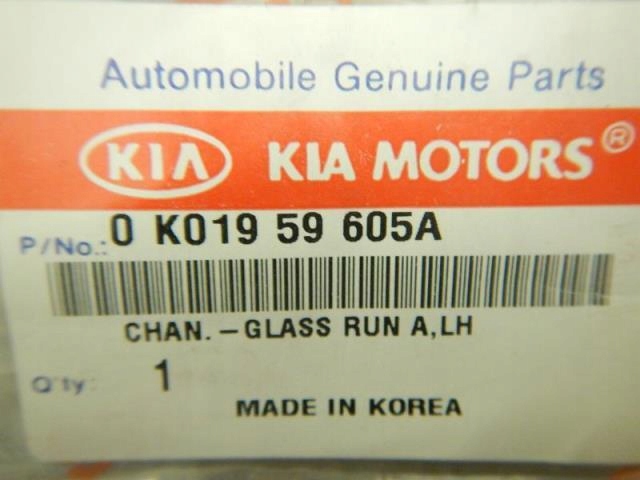 Automobile Genuine Parts
KIA KIA MOTORS®
P/No.: 0 K019 59 605A
CHAN.-GLASS RUN A,LH
Q'ty: 1
MADE IN KOREA